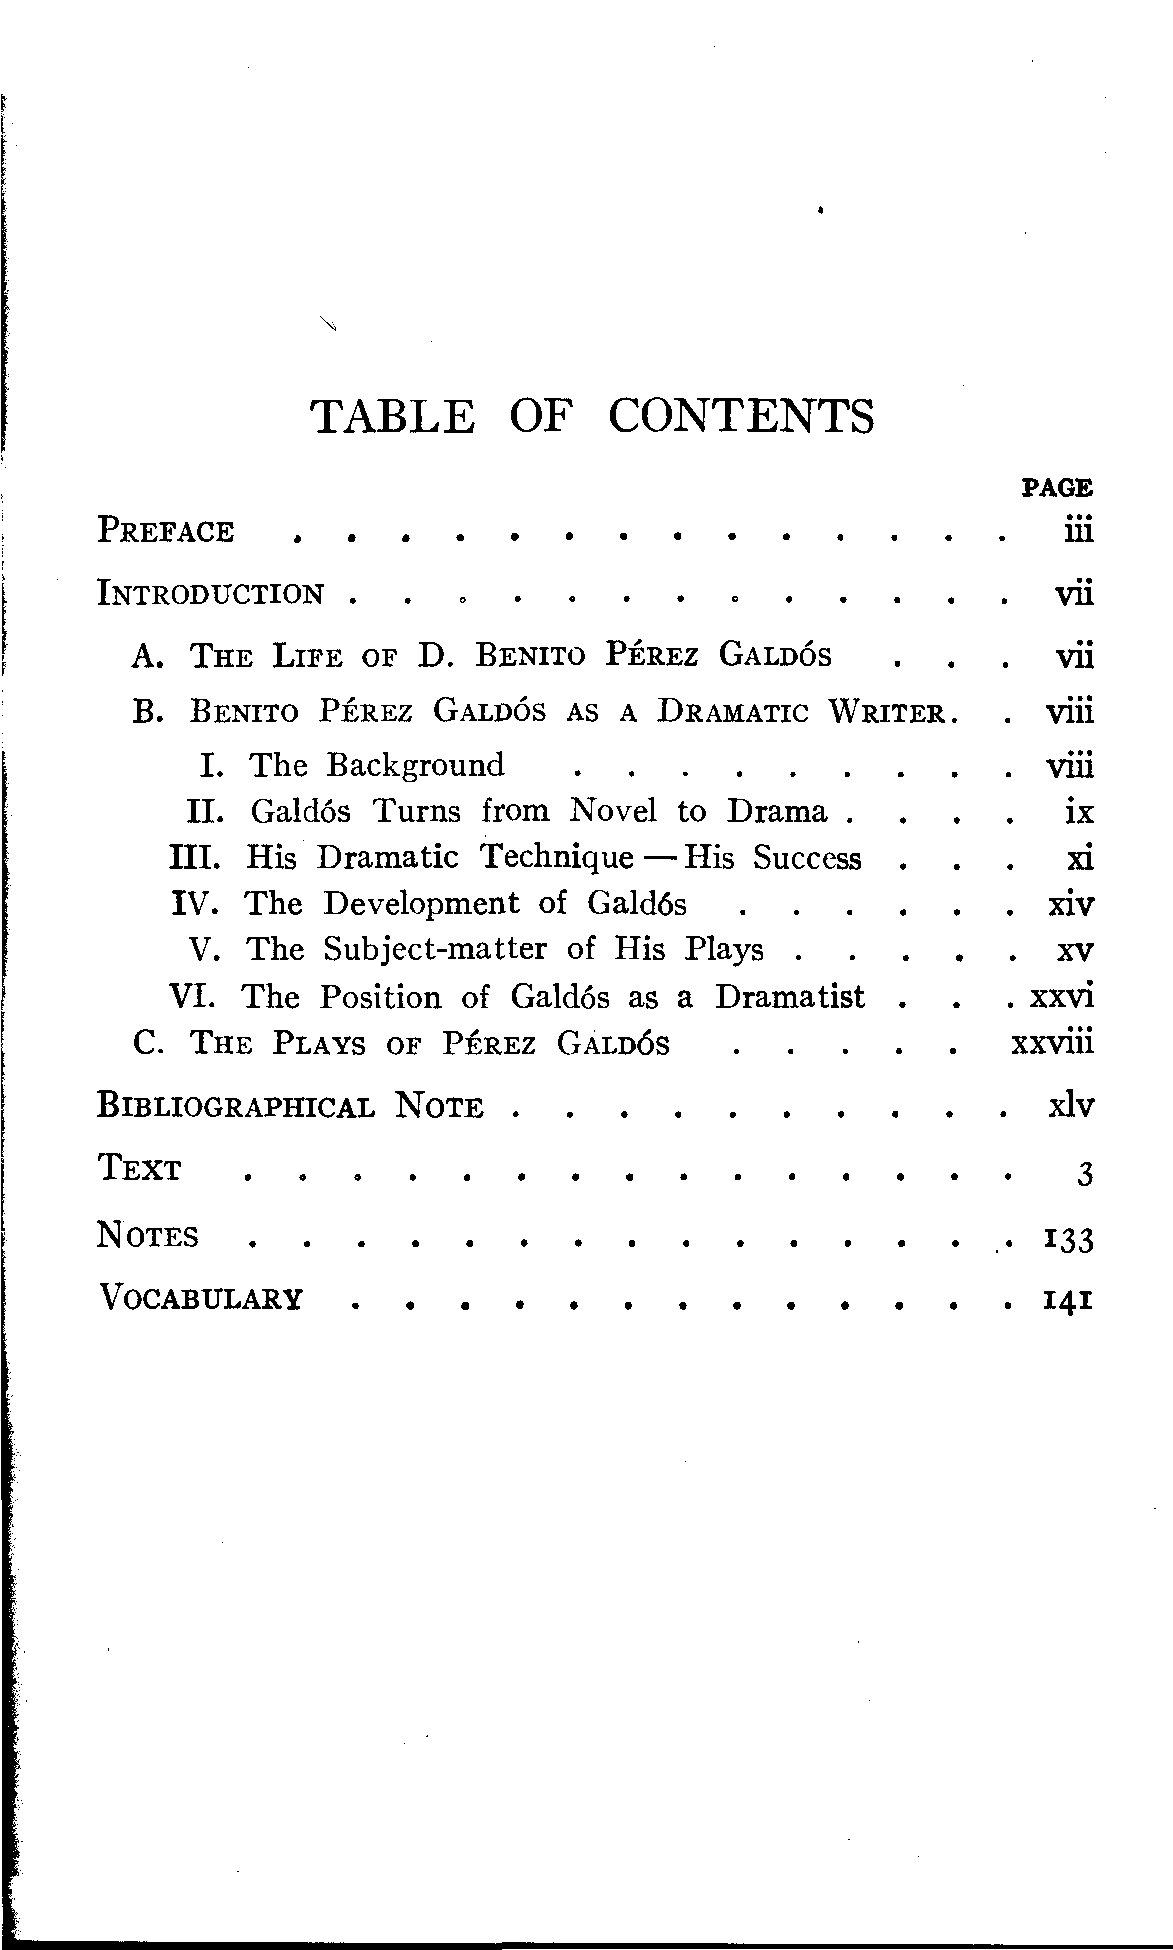 TABLE OF CONTENTS
PAGE
PREFACE . . . . . . . . . . . . . . iii
INTRODUCTION . . . . . . . . . . . . . vii
A. THE LIFE OF D. BENITO PÉREZ GALDÓS . . . vii
B. BENITO PÉREZ GALDÓS AS A DRAMATIC WRITER . . viii
I. The Background . . . . . . . . . viii
II. Galdós Turns from Novel to Drama . . . . ix
III. His Dramatic Technique — His Success . . . xi
IV. The Development of Galdós . . . . . . xiv
V. The Subject-matter of His Plays . . . . . xv
VI. The Position of Galdós as a Dramatist . . . xxvi
C. THE PLAYS OF PÉREZ GALDÓS . . . . . xxviii
BIBLIOGRAPHICAL NOTE . . . . . . . . . . xlv
TEXT . . . . . . . . . . . . . . . 3
NOTES . . . . . . . . . . . . . . . 133
VOCABULARY . . . . . . . . . . . . . 141